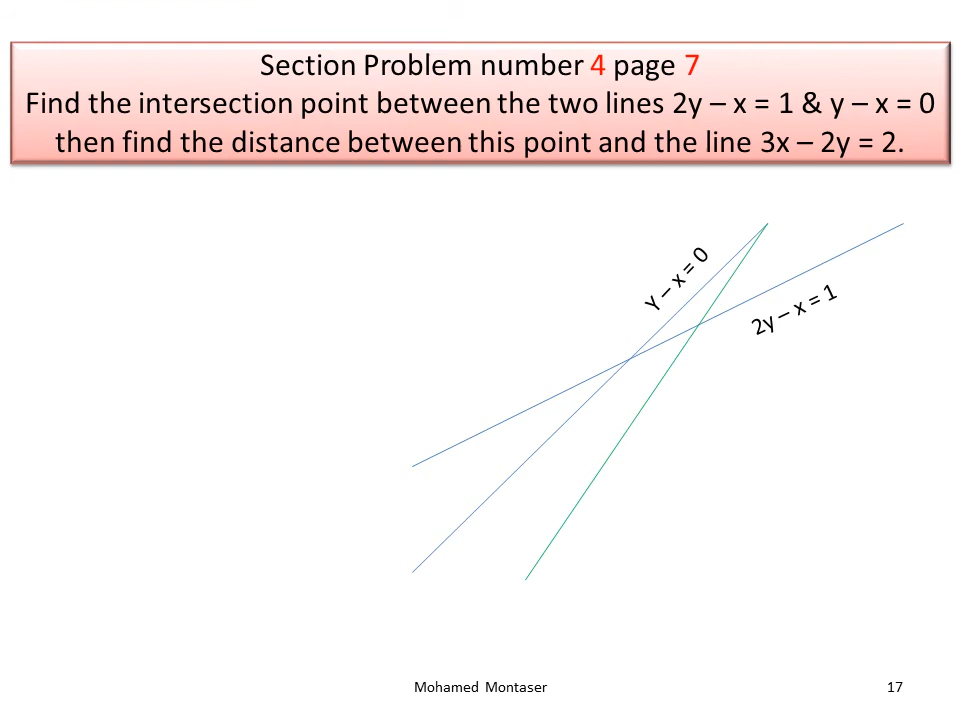 Section Problem number 4 page 7
Find the intersection point between the two lines 2y – x = 1 & y – x = 0
then find the distance between this point and the line 3x – 2y = 2.
Y – x = 0
2y – x = 1
Mohamed Montaser
17